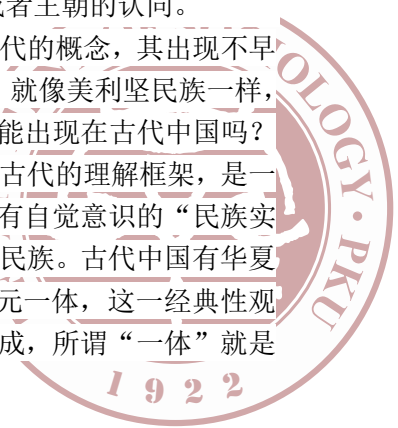 或者王朝的认同。
代的概念，其出现不早
就像美利坚民族一样，
能出现在古代中国吗？
古代的理解框架，是一
有自觉意识的“民族实
民族。古代中国有华夏
元一体，这一经典性观
成，所谓“一体”就是
OLOGY · PKU
1922